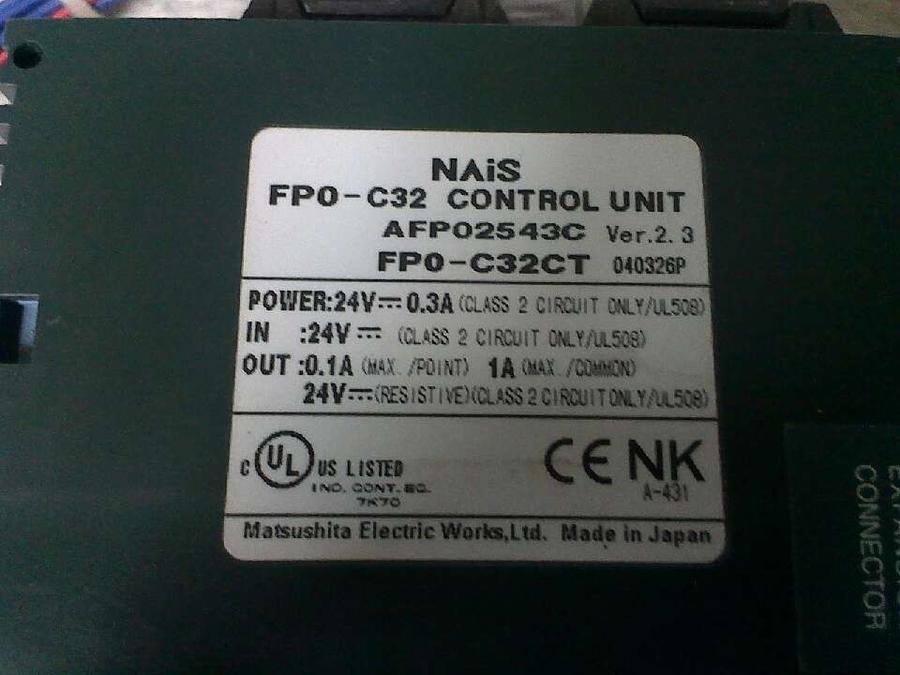 NAiS
FP0-C32 CONTROL UNIT
AFP02543C Ver.2.3
FP0-C32CT 040326P
POWER:24V⎓0.3A (CLASS 2 CIRCUIT ONLY/UL508)
IN :24V⎓ (CLASS 2 CIRCUIT ONLY/UL508)
OUT :0.1A (MAX./POINT) 1A (MAX./COMMON)
24V⎓(RESISTIVE)(CLASS 2 CIRCUIT ONLY/UL508)
C UL US LISTED
IND. CONT. EQ.
7K70
CE NK
A-431
Matsushita Electric Works,Ltd. Made in Japan
CONNECTOR